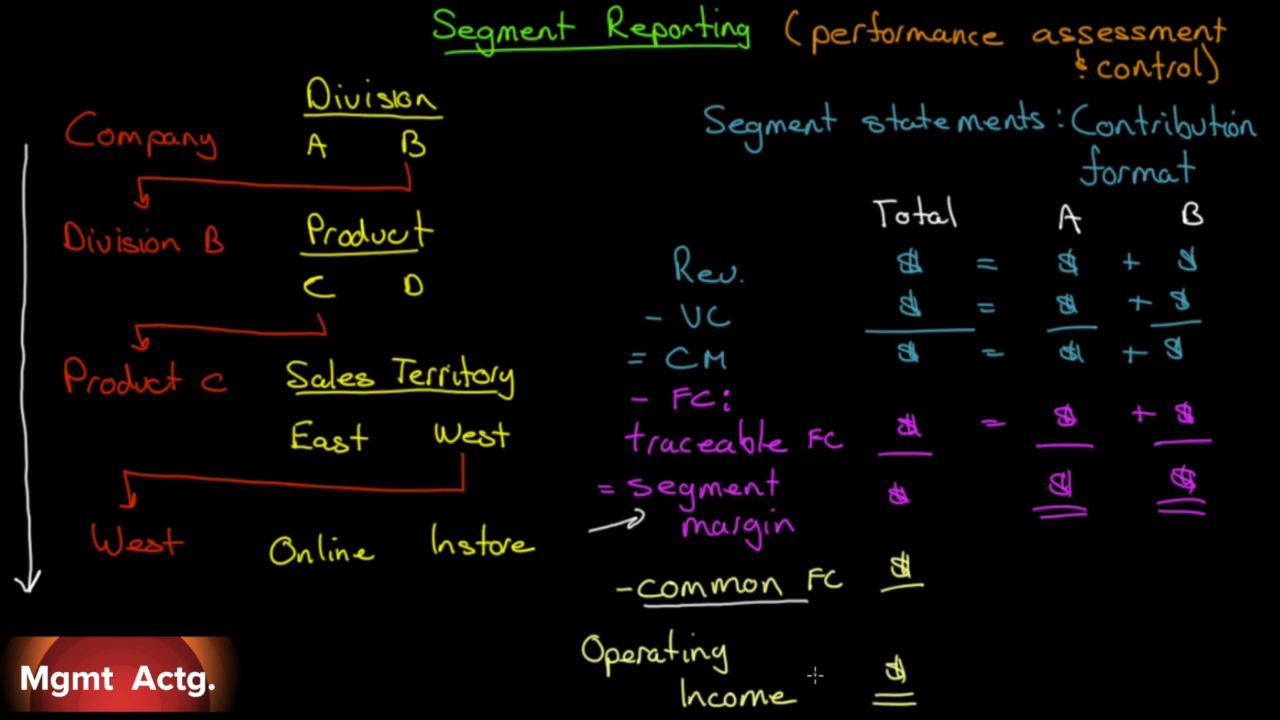 Segment Reporting (performance assessment
& control)
Division
Company A B
Division B Product
C D
Product C Sales Territory
East West
West Online Instore
Segment statements: Contribution
format
Total A B
Rev. $ = $ + $
- VC $ = $ + $
= CM $ = $ + $
- FC:
traceable FC $ = $ + $
= segment $ $ $
margin
- common FC $
Operating
Income $
Mgmt Actg.